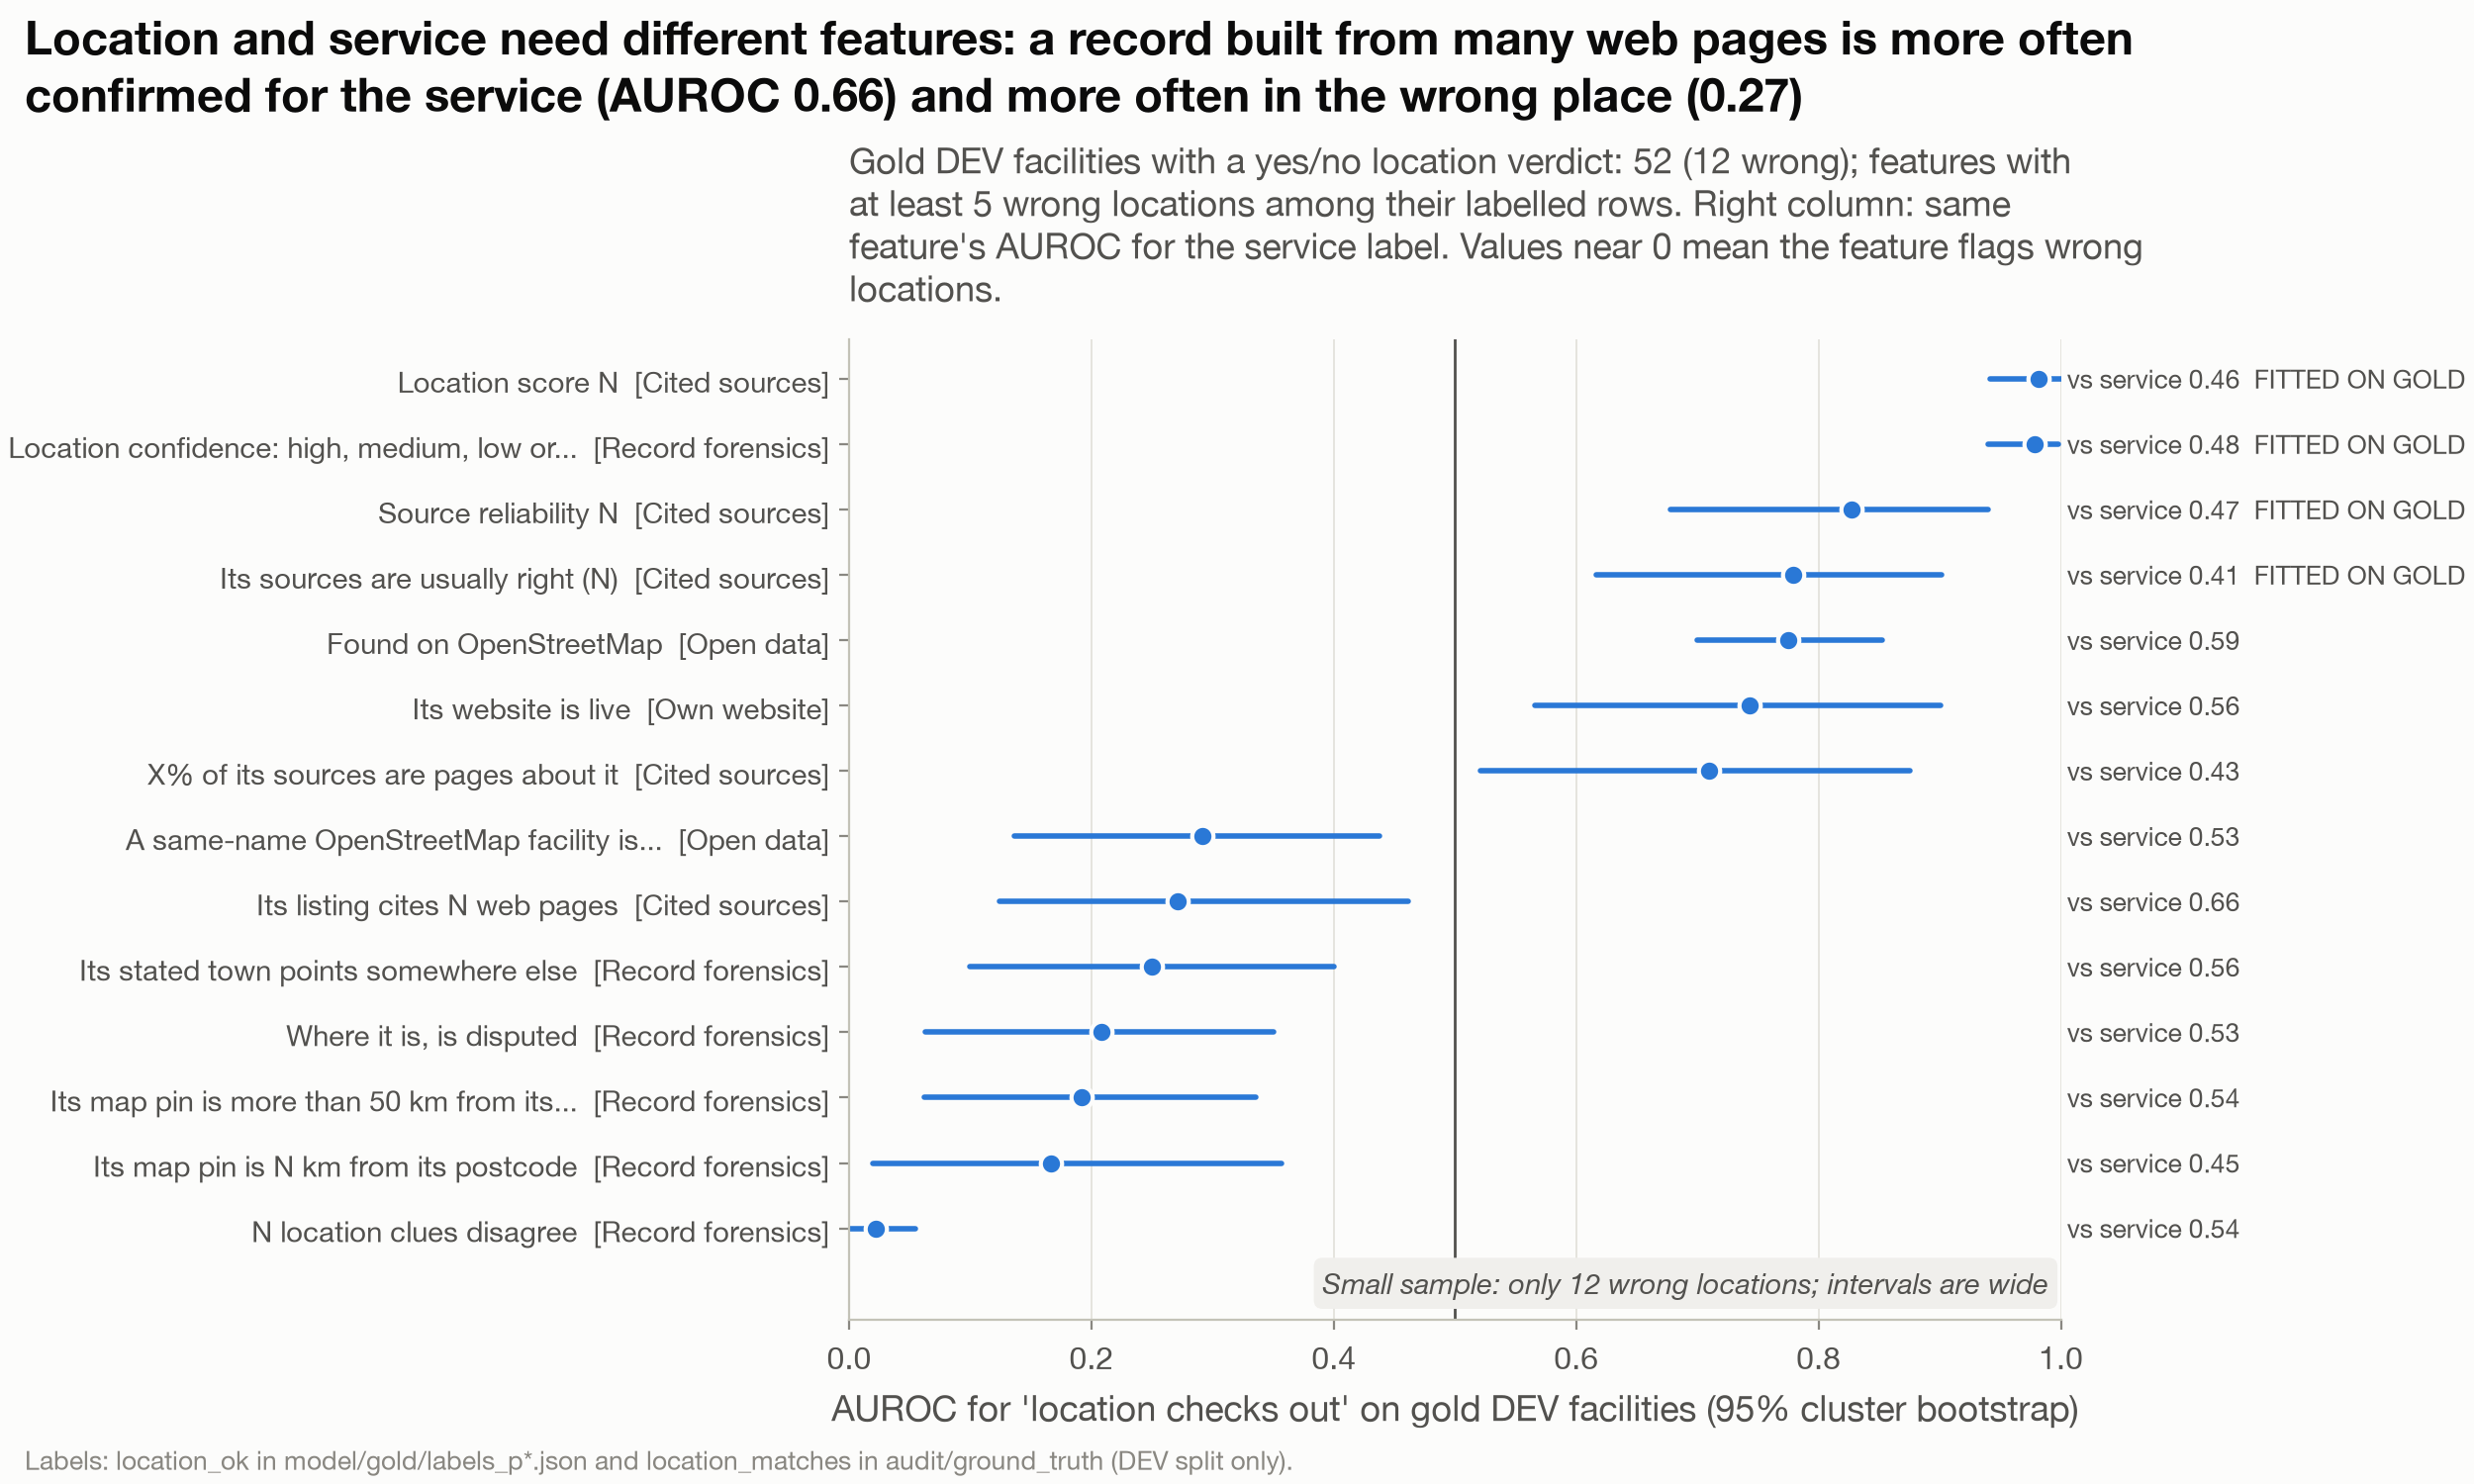 Location and service need different features: a record built from many web pages is more often
confirmed for the service (AUROC 0.66) and more often in the wrong place (0.27)
Gold DEV facilities with a yes/no location verdict: 52 (12 wrong); features with
at least 5 wrong locations among their labelled rows. Right column: same
feature's AUROC for the service label. Values near 0 mean the feature flags wrong
locations.
Location score N [Cited sources] vs service 0.46 FITTED ON GOLD
Location confidence: high, medium, low or... [Record forensics] vs service 0.48 FITTED ON GOLD
Source reliability N [Cited sources] vs service 0.47 FITTED ON GOLD
Its sources are usually right (N) [Cited sources] vs service 0.41 FITTED ON GOLD
Found on OpenStreetMap [Open data] vs service 0.59
Its website is live [Own website] vs service 0.56
X% of its sources are pages about it [Cited sources] vs service 0.43
A same-name OpenStreetMap facility is... [Open data] vs service 0.53
Its listing cites N web pages [Cited sources] vs service 0.66
Its stated town points somewhere else [Record forensics] vs service 0.56
Where it is, is disputed [Record forensics] vs service 0.53
Its map pin is more than 50 km from its... [Record forensics] vs service 0.54
Its map pin is N km from its postcode [Record forensics] vs service 0.45
N location clues disagree [Record forensics] vs service 0.54
Small sample: only 12 wrong locations; intervals are wide
0.0 0.2 0.4 0.6 0.8 1.0
AUROC for 'location checks out' on gold DEV facilities (95% cluster bootstrap)
Labels: location_ok in model/gold/labels_p*.json and location_matches in audit/ground_truth (DEV split only).